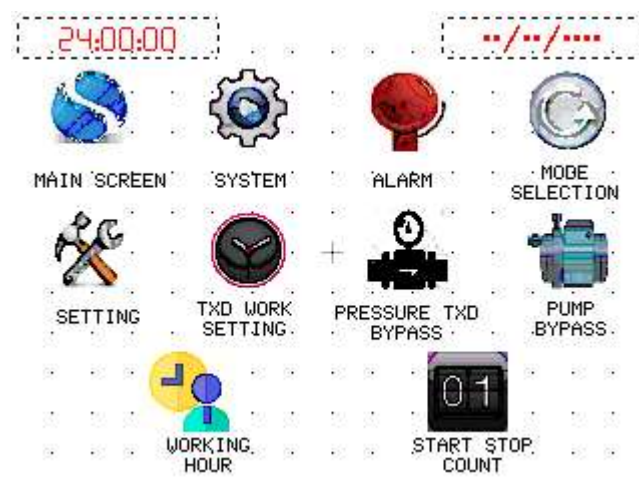 24:00:00
--/--/----
MAIN SCREEN
SYSTEM
ALARM
MODE
SELECTION
SETTING
TXD WORK
SETTING
PRESSURE TXD
BYPASS
PUMP
BYPASS
01
WORKING
HOUR
START STOP
COUNT